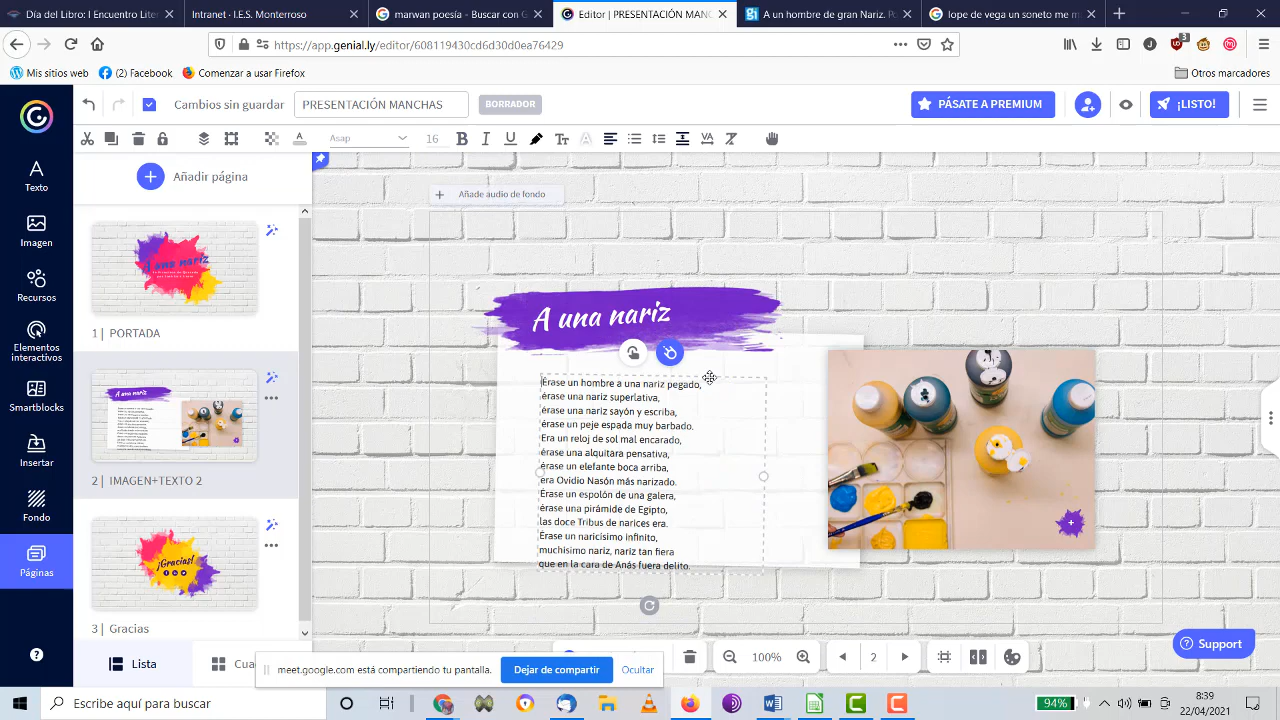 Día del Libro | Enriqueciend
Intranet · I.E.S. Monterroso
marwan poesía - Buscar con G
Editor | PRESENTACIÓN MANCH
A un hombre de gran Nariz. Po
lope de vega un soneto me m
https://app.genial.ly/editor/608119430cd6d30d0ea76429
3
Mis sitios web
(2) Facebook
Comenzar a usar Firefox
Otros marcadores
Cambios sin guardar
PRESENTACIÓN MANCHAS
BORRADOR
PÁSATE A PREMIUM
¡LISTO!
Asap
16
Texto
Imagen
Recursos
Elementos
interactivos
Smartblocks
Insertar
Fondo
Páginas
Añadir página
A una nariz
1 | PORTADA
A una nariz
2 | IMAGEN+TEXTO 2
¡Gracias!
3 | Gracias
Lista
Añade audio de fondo
A una nariz
Érase un hombre a una nariz pegado,
érase una nariz superlativa,
érase una nariz sayón y escriba,
érase un peje espada muy barbado.
Era un reloj de sol mal encarado,
érase una alquitara pensativa,
érase un elefante boca arriba,
era Ovidio Nasón más narizado.
Érase un espolón de una galera,
érase una pirámide de Egipto,
las doce Tribus de narices era.
Érase un naricísimo infinito,
muchísimo nariz, nariz tan fiera
que en la cara de Anás fuera delito.
Support
100%
2
meet.google.com está compartiendo tu pantalla.
Dejar de compartir
Ocultar
Escribe aquí para buscar
94%
8:39
22/04/2021